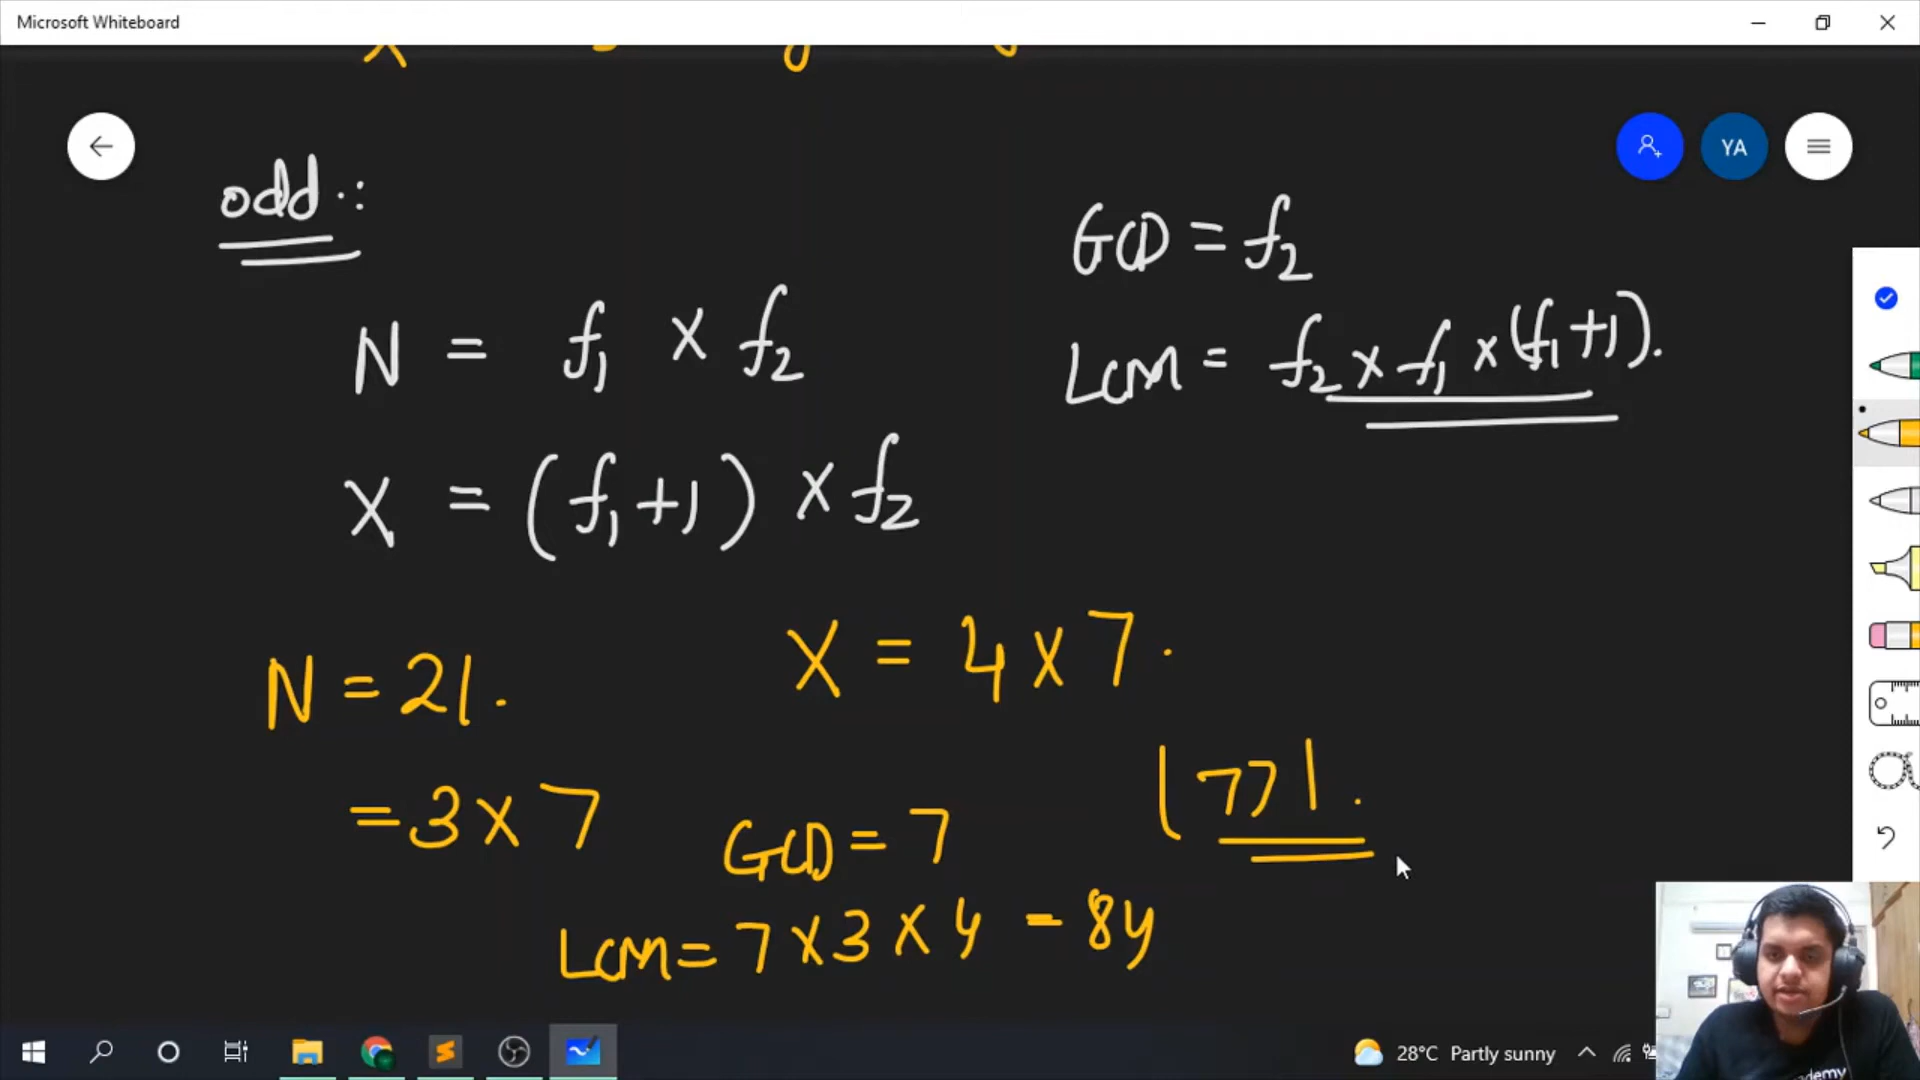 Microsoft Whiteboard
YA
odd :
GCD = f₂
N = f₁ × f₂
LCM = f₂ × f₁ × (f₁+1).
X = (f₁+1) × f₂
X = 4 × 7 .
N = 21 .
= 3 × 7
GCD = 7
LCM = 7 × 3 × 4 = 84
28°C Partly sunny